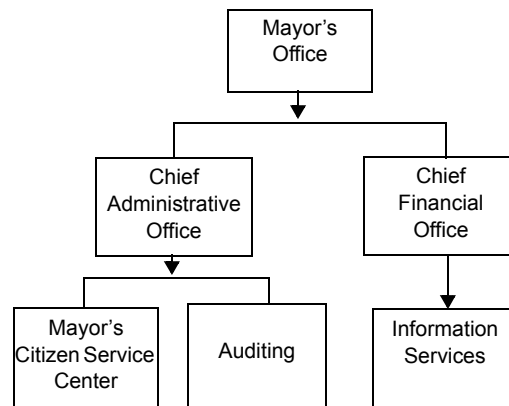 Mayor's
Office
Chief
Administrative
Office
Chief
Financial
Office
Mayor's
Citizen Service
Center
Auditing
Information
Services